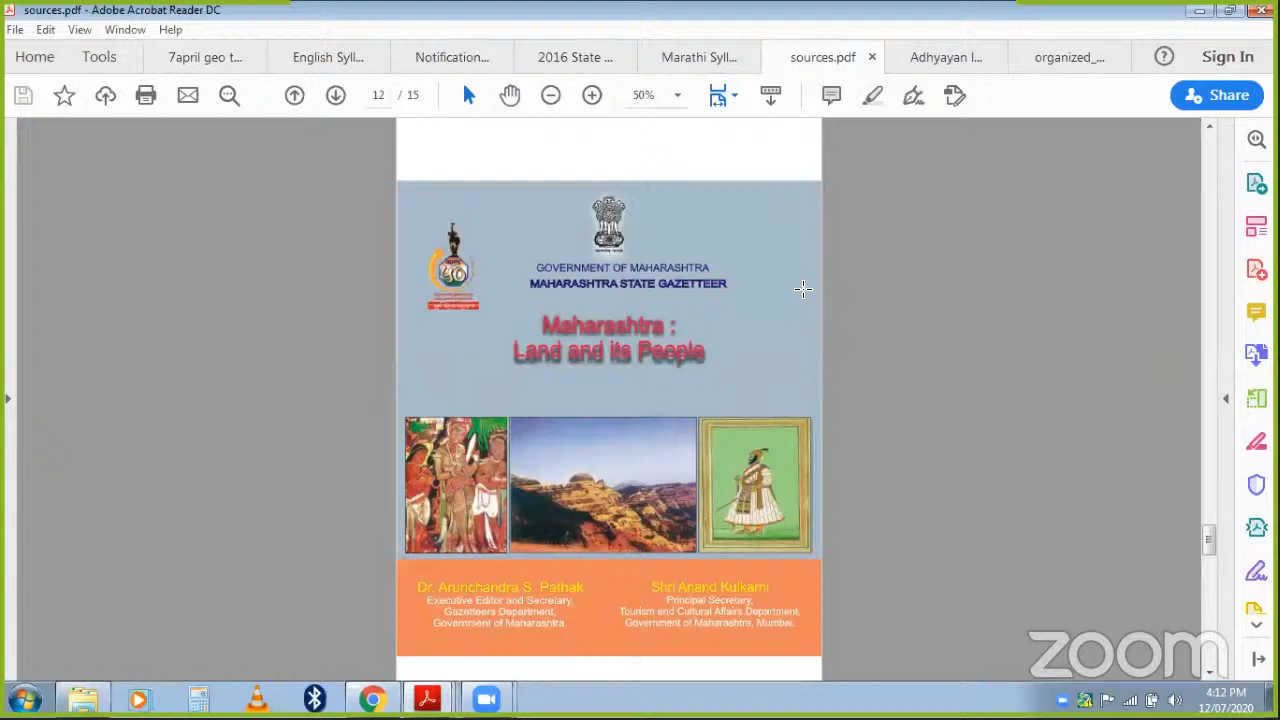 sources.pdf - Adobe Acrobat Reader DC
File Edit View Window Help
Home Tools 7april geo t... English Syll... Notification... 2016 State ... Marathi Syll... sources.pdf Adhyayan I... organized_... Sign In
12 / 15 50% Share
GOVERNMENT OF MAHARASHTRA
MAHARASHTRA STATE GAZETTEER
Maharashtra :
Land and its People
Dr. Arunchandra S. Pathak
Executive Editor and Secretary,
Gazetteers Department,
Government of Maharashtra.
Shri Anand Kulkarni
Principal Secretary,
Tourism and Cultural Affairs Department,
Government of Maharashtra, Mumbai.
zoom
4:12 PM
12/07/2020